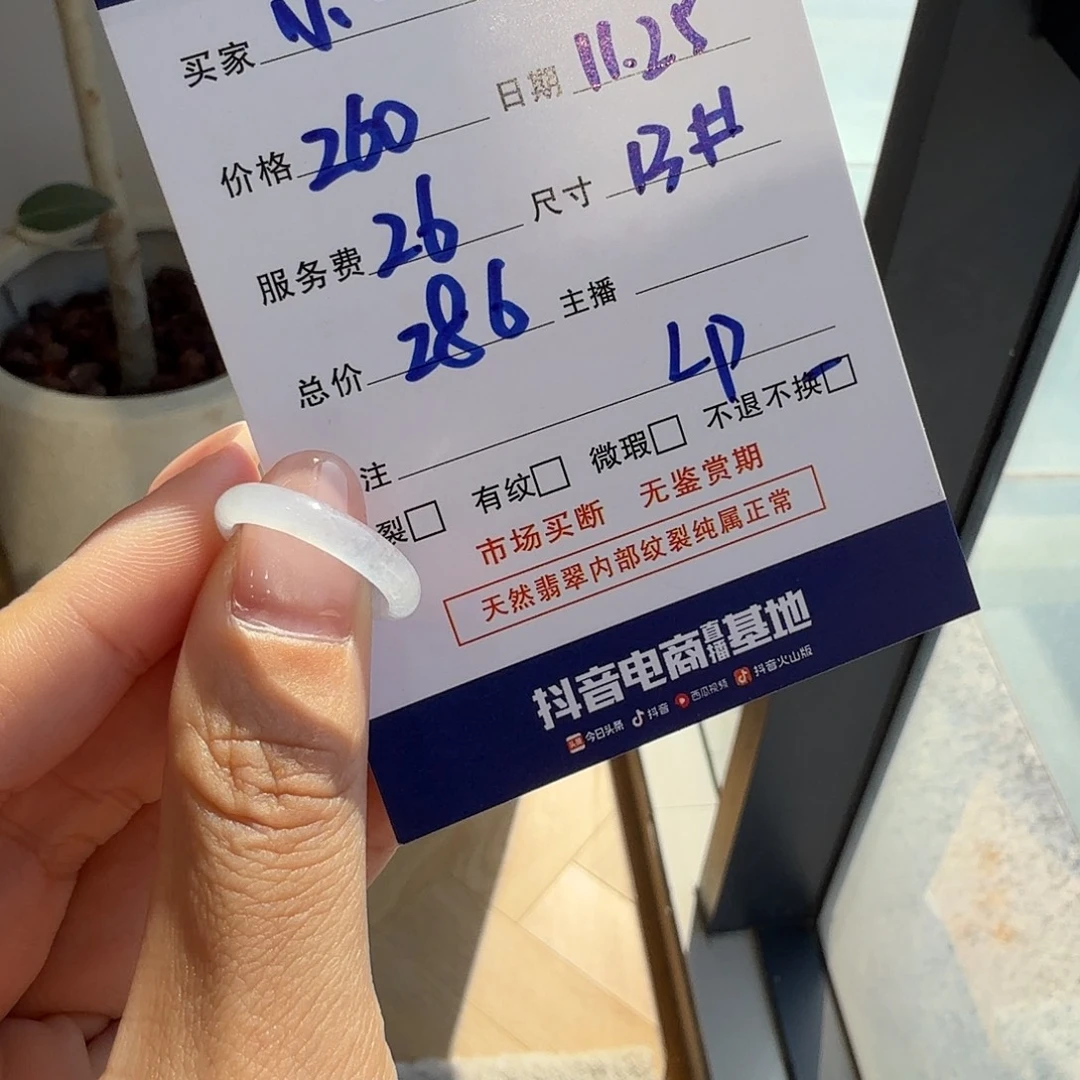 买家
日期 11.25
价格 260
尺寸 13#
服务费 26
主播
总价 286
LP
注
裂□ 有纹□ 微瑕□ 不退不换□
市场买断 无鉴赏期
天然翡翠内部纹裂纯属正常
抖音电商直播基地
头条 今日头条 抖音 西瓜视频 抖音火山版